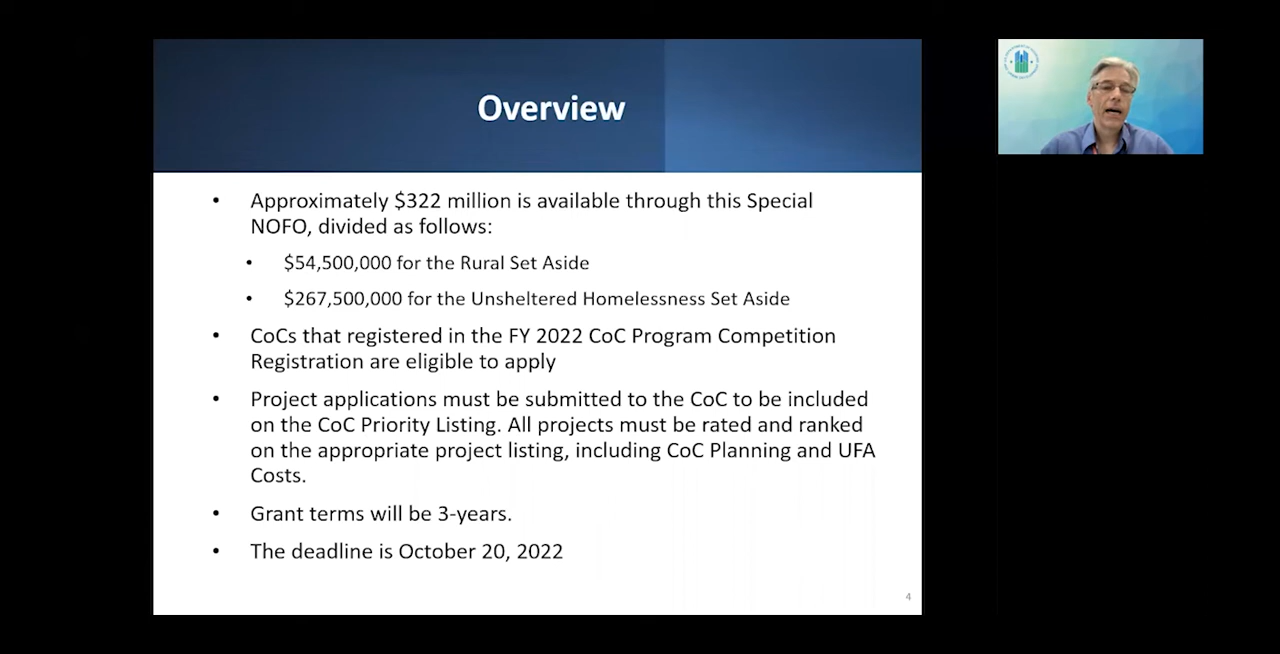 Overview
• Approximately $322 million is available through this Special
NOFO, divided as follows:
• $54,500,000 for the Rural Set Aside
• $267,500,000 for the Unsheltered Homelessness Set Aside
• CoCs that registered in the FY 2022 CoC Program Competition
Registration are eligible to apply
• Project applications must be submitted to the CoC to be included
on the CoC Priority Listing. All projects must be rated and ranked
on the appropriate project listing, including CoC Planning and UFA
Costs.
• Grant terms will be 3-years.
• The deadline is October 20, 2022
4